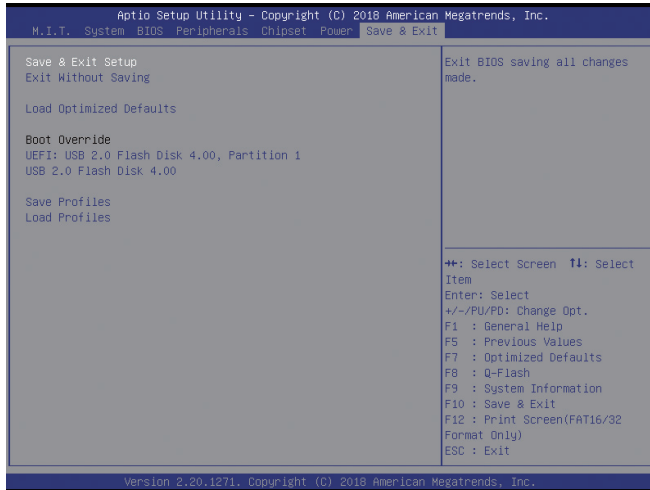 Aptio Setup Utility – Copyright (C) 2018 American Megatrends, Inc.
M.I.T. System BIOS Peripherals Chipset Power Save & Exit
Save & Exit Setup
Exit Without Saving
Load Optimized Defaults
Boot Override
UEFI: USB 2.0 Flash Disk 4.00, Partition 1
USB 2.0 Flash Disk 4.00
Save Profiles
Load Profiles
Exit BIOS saving all changes
made.
→←: Select Screen ↑↓: Select
Item
Enter: Select
+/-/PU/PD: Change Opt.
F1 : General Help
F5 : Previous Values
F7 : Optimized Defaults
F8 : Q-Flash
F9 : System Information
F10 : Save & Exit
F12 : Print Screen(FAT16/32
Format Only)
ESC : Exit
Version 2.20.1271. Copyright (C) 2018 American Megatrends, Inc.